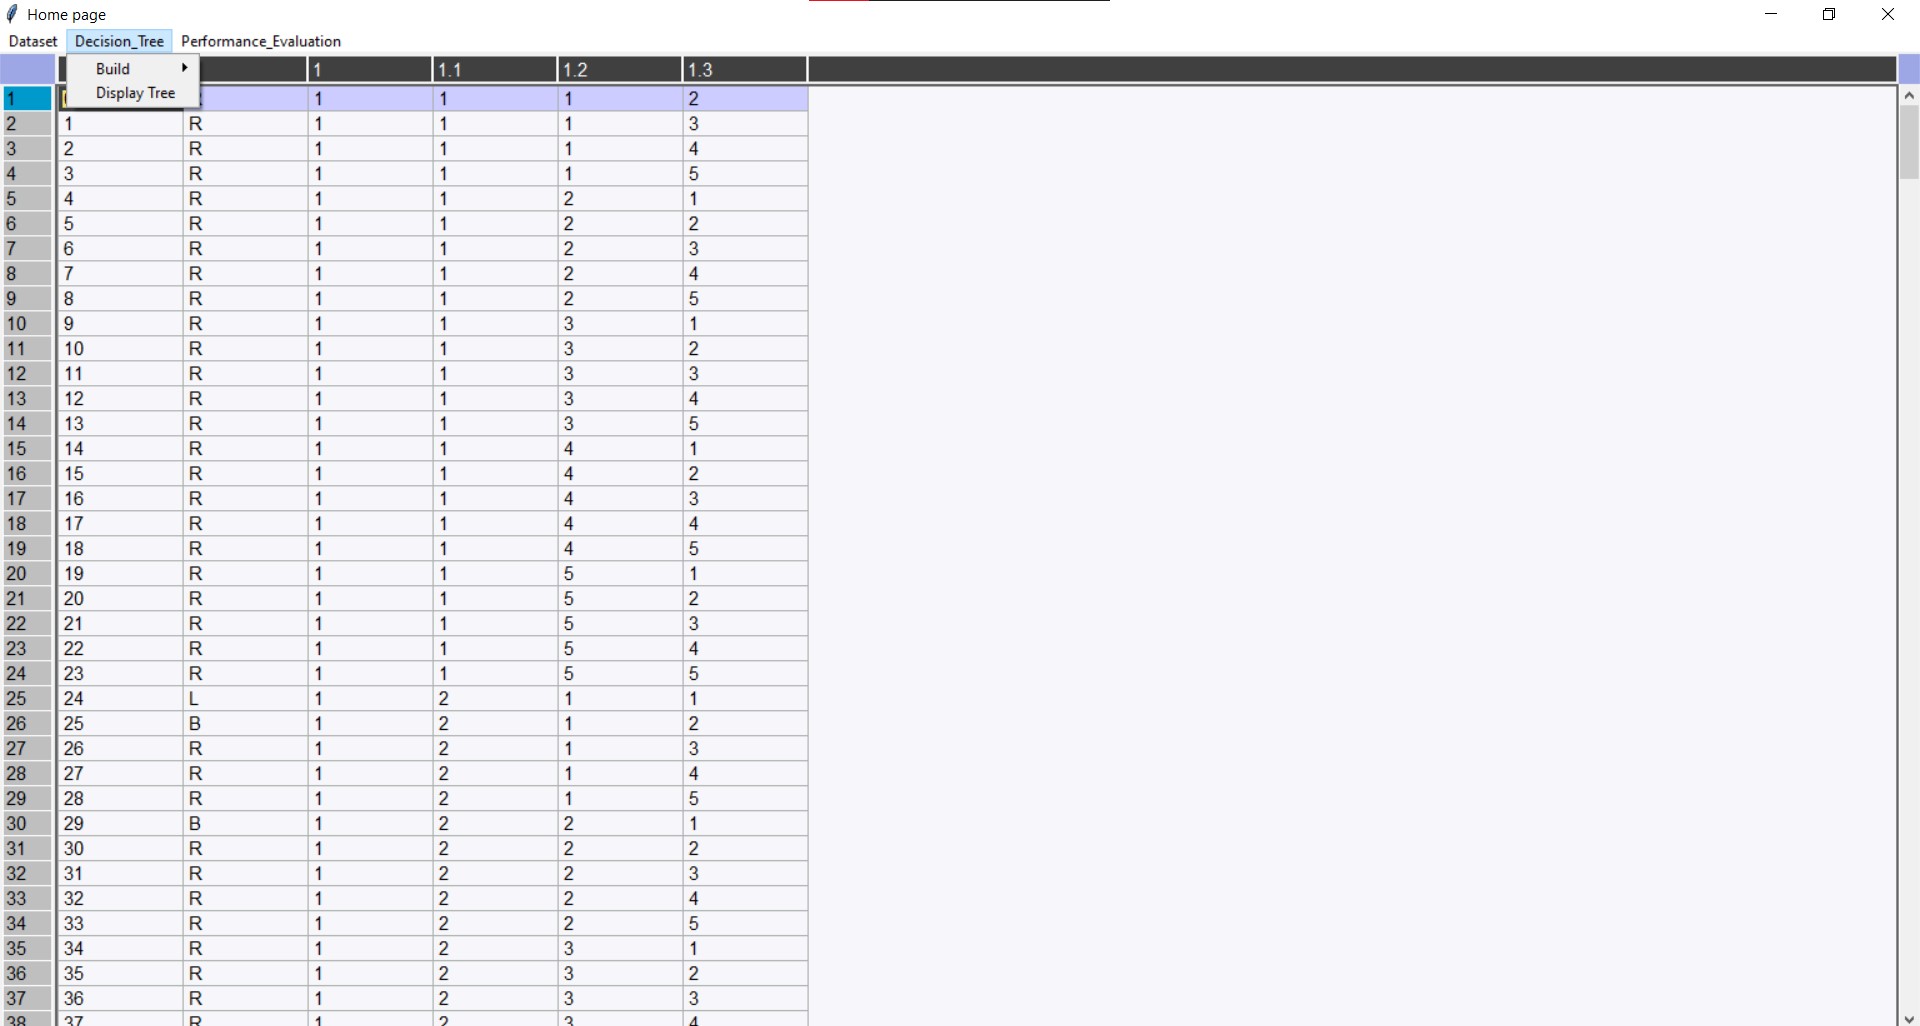 Home page
Dataset Decision_Tree Performance_Evaluation
Build
Display Tree
1 1.1 1.2 1.3
1 1 1 1 2
2 1 R 1 1 1 3
3 2 R 1 1 1 4
4 3 R 1 1 1 5
5 4 R 1 1 2 1
6 5 R 1 1 2 2
7 6 R 1 1 2 3
8 7 R 1 1 2 4
9 8 R 1 1 2 5
10 9 R 1 1 3 1
11 10 R 1 1 3 2
12 11 R 1 1 3 3
13 12 R 1 1 3 4
14 13 R 1 1 3 5
15 14 R 1 1 4 1
16 15 R 1 1 4 2
17 16 R 1 1 4 3
18 17 R 1 1 4 4
19 18 R 1 1 4 5
20 19 R 1 1 5 1
21 20 R 1 1 5 2
22 21 R 1 1 5 3
23 22 R 1 1 5 4
24 23 R 1 1 5 5
25 24 L 1 2 1 1
26 25 B 1 2 1 2
27 26 R 1 2 1 3
28 27 R 1 2 1 4
29 28 R 1 2 1 5
30 29 B 1 2 2 1
31 30 R 1 2 2 2
32 31 R 1 2 2 3
33 32 R 1 2 2 4
34 33 R 1 2 2 5
35 34 R 1 2 3 1
36 35 R 1 2 3 2
37 36 R 1 2 3 3
38 37 R 1 2 3 4